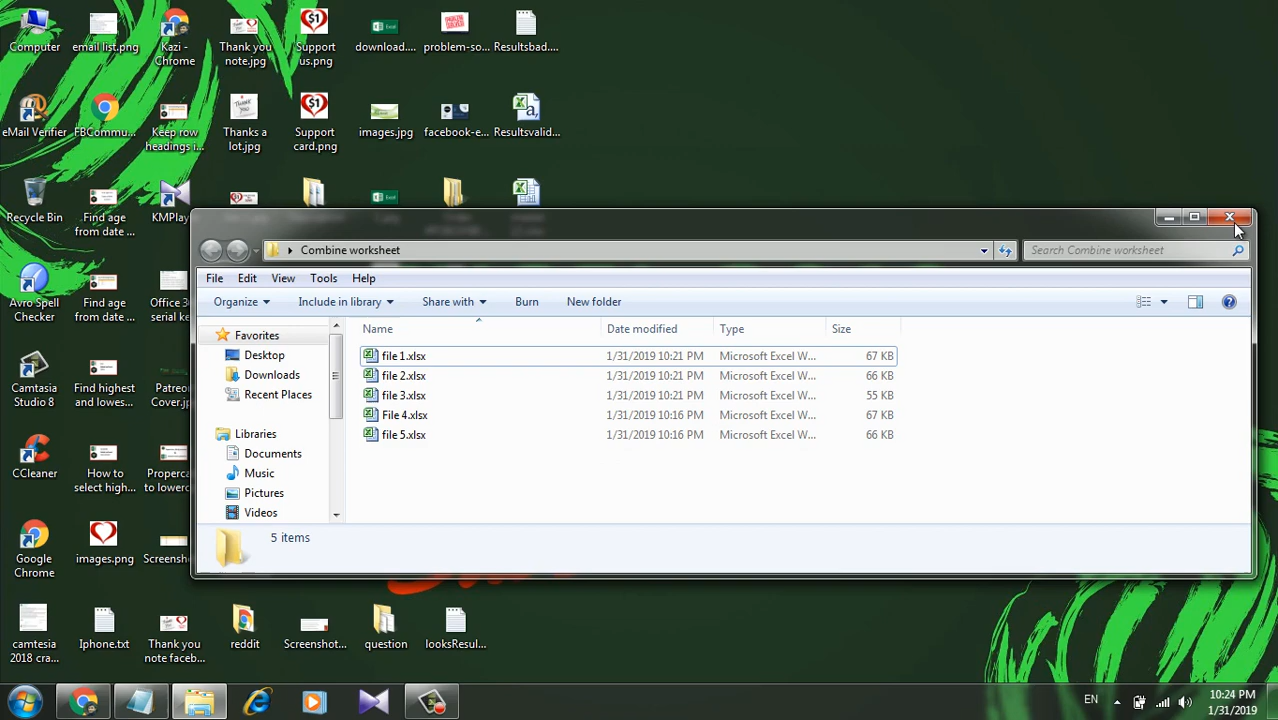 Computer
email list.png
Kazi -
Chrome
Thank you
note.jpg
Support
us.png
download....
problem-so...
Resultsbad....
eMail Verifier
FBCommu...
Keep row
headings i...
Thanks a
lot.jpg
Support
card.png
images.jpg
facebook-e...
Resultsvalid...
Recycle Bin
Find age
from date ...
KMPlay
Combine worksheet
Search Combine worksheet
File
Edit
View
Tools
Help
Organize
Include in library
Share with
Burn
New folder
Name
Date modified
Type
Size
Favorites
Desktop
Downloads
Recent Places
Libraries
Documents
Music
Pictures
Videos
file 1.xlsx 1/31/2019 10:21 PM Microsoft Excel W... 67 KB
file 2.xlsx 1/31/2019 10:21 PM Microsoft Excel W... 66 KB
file 3.xlsx 1/31/2019 10:21 PM Microsoft Excel W... 55 KB
File 4.xlsx 1/31/2019 10:16 PM Microsoft Excel W... 67 KB
file 5.xlsx 1/31/2019 10:16 PM Microsoft Excel W... 66 KB
5 items
Avro Spell
Checker
Find age
from date ...
Office 3
serial ke
Camtasia
Studio 8
Find highest
and lowes...
Patreo
Cover.jp
CCleaner
How to
select high...
Properca
to lowerc
Google
Chrome
images.png
Screensh
camtesia
2018 cra...
Iphone.txt
Thank you
note faceb...
reddit
Screenshot...
question
looksResul...
EN
10:24 PM
1/31/2019